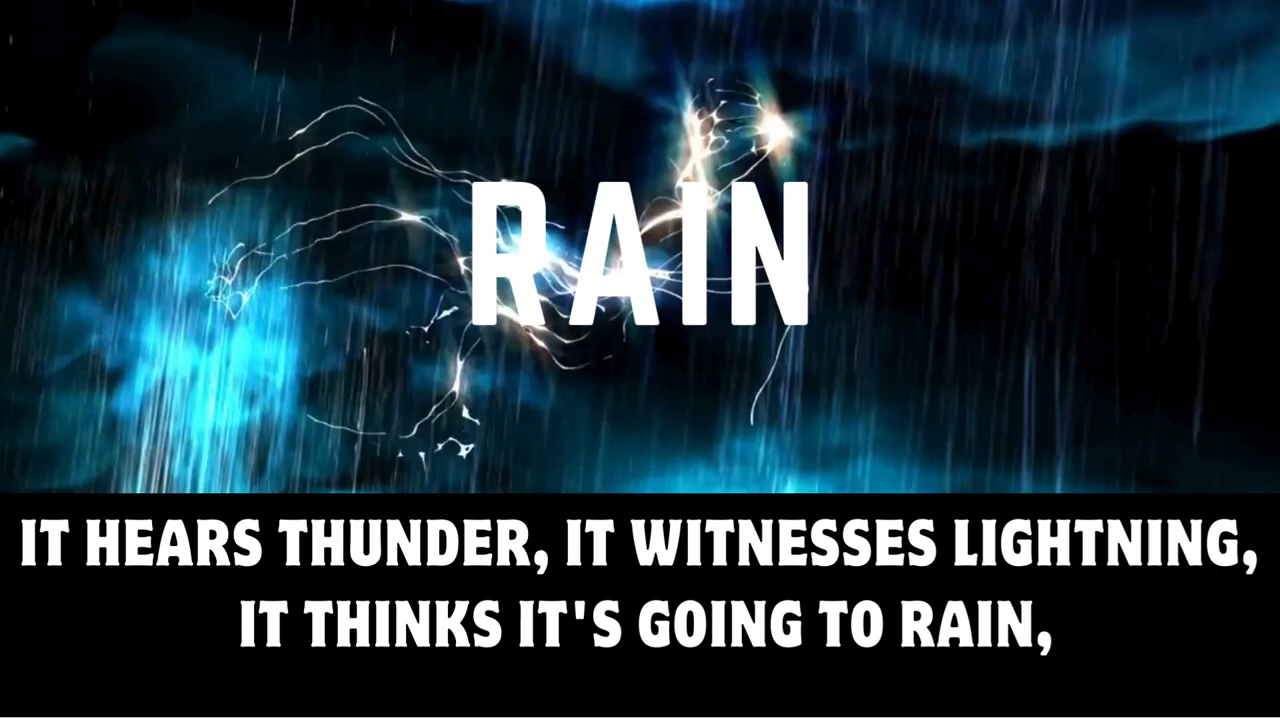 RAIN
IT HEARS THUNDER, IT WITNESSES LIGHTNING,
IT THINKS IT'S GOING TO RAIN,